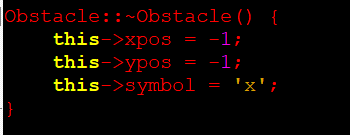 Obstacle::~Obstacle() {
    this->xpos = -1;
    this->ypos = -1;
    this->symbol = 'x';
}